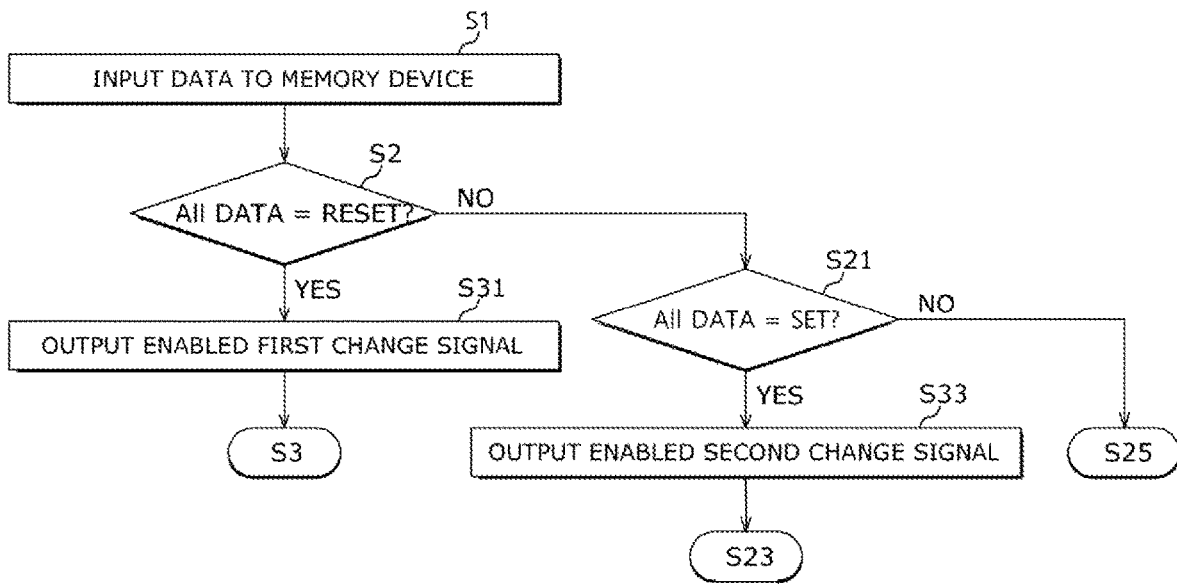 S1
INPUT DATA TO MEMORY DEVICE
S2
All DATA = RESET?
NO
YES
S21
All DATA = SET?
NO
S31
OUTPUT ENABLED FIRST CHANGE SIGNAL
YES
S33
S3
OUTPUT ENABLED SECOND CHANGE SIGNAL
S25
S23